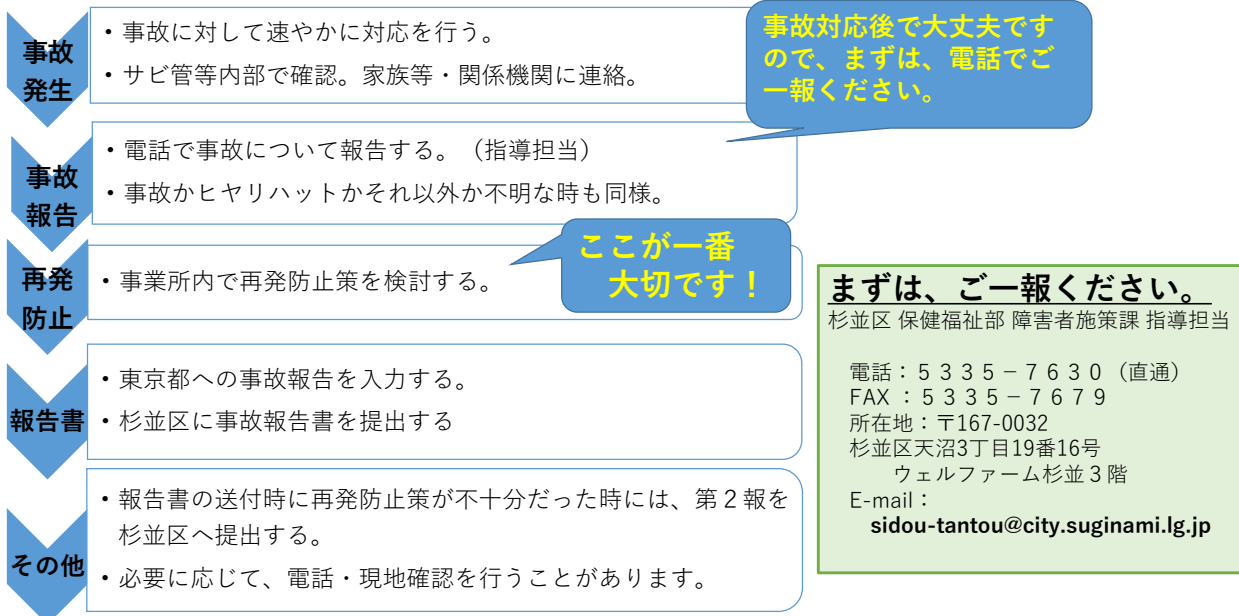 事故
発生
・事故に対して速やかに対応を行う。
・サビ管等内部で確認。家族等・関係機関に連絡。
事故対応後で大丈夫です
ので、まずは、電話でご
一報ください。
事故
報告
・電話で事故について報告する。（指導担当）
・事故かヒヤリハットかそれ以外か不明な時も同様。
再発
防止
・事業所内で再発防止策を検討する。
ここが一番
大切です！
報告書
・東京都への事故報告を入力する。
・杉並区に事故報告書を提出する
その他
・報告書の送付時に再発防止策が不十分だった時には、第２報を
杉並区へ提出する。
・必要に応じて、電話・現地確認を行うことがあります。
まずは、ご一報ください。
杉並区 保健福祉部 障害者施策課 指導担当
電話：５３３５－７６３０（直通）
FAX ：５３３５－７６７９
所在地：〒167-0032
杉並区天沼3丁目19番16号
ウェルファーム杉並３階
E-mail：
sidou-tantou@city.suginami.lg.jp